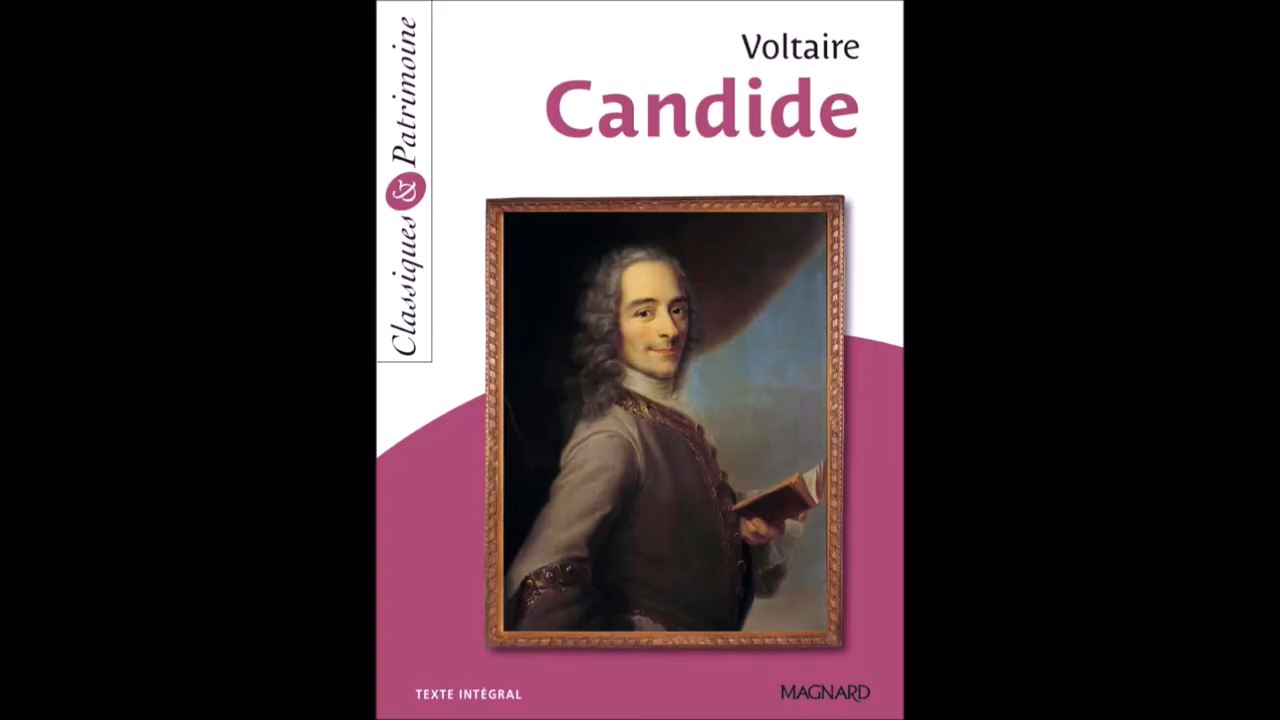 Voltaire
Candide
Classiques & Patrimoine
TEXTE INTÉGRAL
MAGNARD